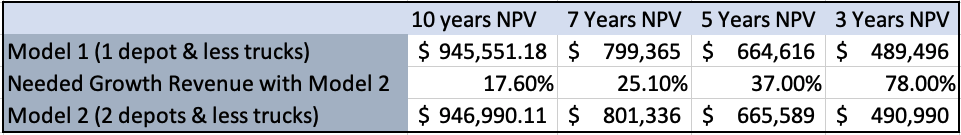 10 years NPV 7 Years NPV 5 Years NPV 3 Years NPV
Model 1 (1 depot & less trucks) $ 945,551.18 $ 799,365 $ 664,616 $ 489,496
Needed Growth Revenue with Model 2 17.60% 25.10% 37.00% 78.00%
Model 2 (2 depots & less trucks) $ 946,990.11 $ 801,336 $ 665,589 $ 490,990